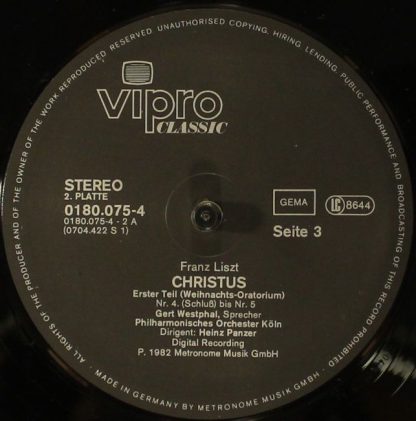 ALL RIGHTS OF THE PRODUCER AND OF THE OWNER OF THE WORK REPRODUCED RESERVED UNAUTHORISED COPYING, HIRING, LENDING, PUBLIC PERFORMANCE AND BROADCASTING OF THIS RECORD PROHIBITED.
vipro
CLASSIC
STEREO
2. PLATTE
0180.075-4
0180.075-4 - 2 A
(0704.422 S 1)
GEMA
LC 8644
Seite 3
Franz Liszt
CHRISTUS
Erster Teil (Weihnachts-Oratorium)
Nr. 4. (Schluß) bis Nr. 5
Gert Westphal, Sprecher
Philharmonisches Orchester Köln
Dirigent: Heinz Panzer
Digital Recording
P. 1982 Metronome Musik GmbH
MADE IN GERMANY BY METRONOME MUSIK GMBH